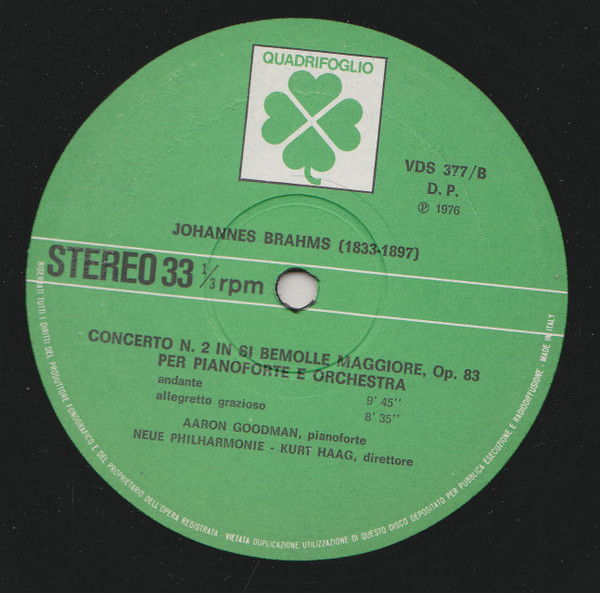 QUADRIFOGLIO
VDS 377/B
D. P.
℗ 1976
JOHANNES BRAHMS (1833-1897)
STEREO 33 1/3 rpm
CONCERTO N. 2 IN SI BEMOLLE MAGGIORE, Op. 83
PER PIANOFORTE E ORCHESTRA
andante 9' 45''
allegretto grazioso 8' 35''
AARON GOODMAN, pianoforte
NEUE PHILHARMONIE - KURT HAAG, direttore
RISERVATI TUTTI I DIRITTI DEL PRODUTTORE FONOGRAFICO E DEL PROPRIETARIO DELL'OPERA REGISTRATA - VIETATA DUPLICAZIONE UTILIZZAZIONE DI QUESTO DISCO DEPOSITATO PER PUBBLICA ESECUZIONE E RADIODIFFUSIONE - MADE IN ITALY